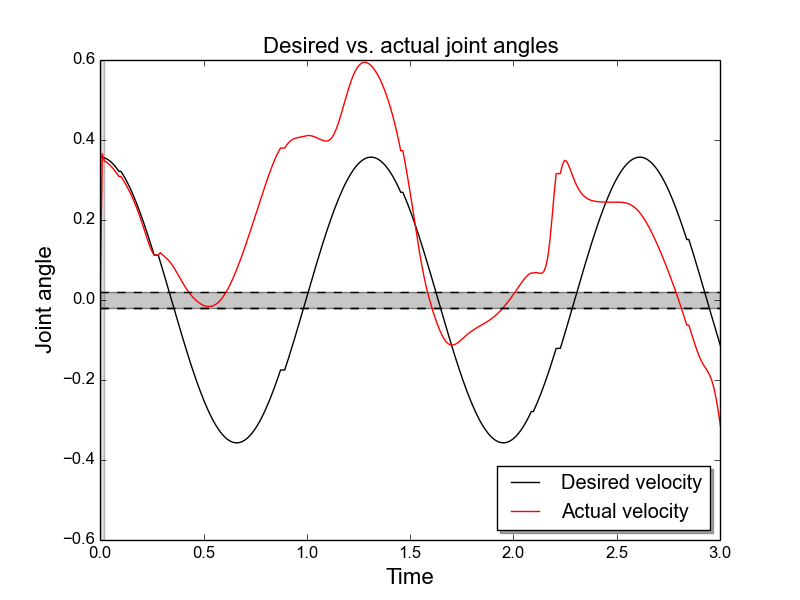 Desired vs. actual joint angles
Joint angle
0.6
0.4
0.2
0.0
−0.2
−0.4
−0.6
0.0 0.5 1.0 1.5 2.0 2.5 3.0
Time
Desired velocity
Actual velocity